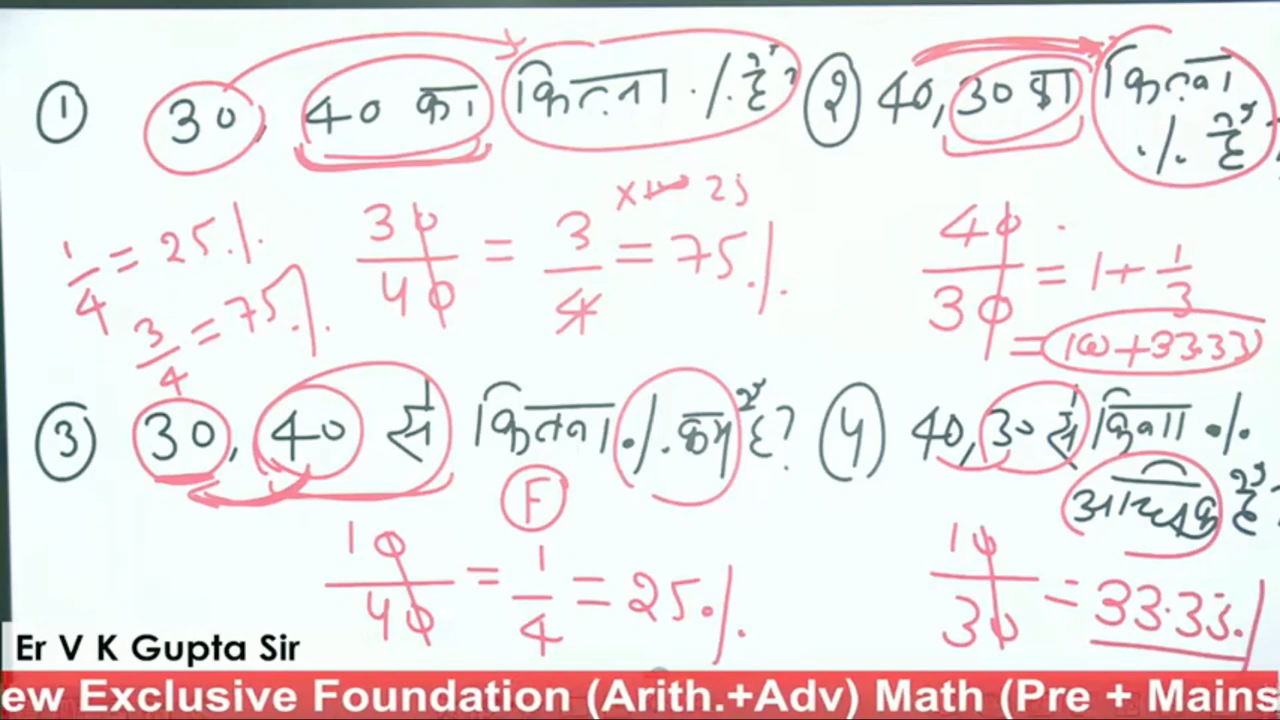 ① 30, 40 का कितना % है?
1/4 = 25%
3/4 = 75%
30/40 = 3/4 = 75%
② 40, 30 का कितना % है?
40/30 = 1 + 1/3
= 100 + 33.33
③ 30, 40 से कितना % कम है?
F
10/40 = 1/4 = 25%
④ 40, 30 से % अधिक है?
10/30 = 33.33%
Er V K Gupta Sir
ew Exclusive Foundation (Arith.+Adv) Math (Pre + Mains